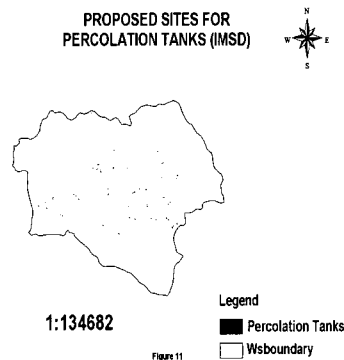 PROPOSED SITES FOR
PERCOLATION TANKS (IMSD)
N
W E
S
Legend
1:134682
Percolation Tanks
Wsboundary
Figure 11